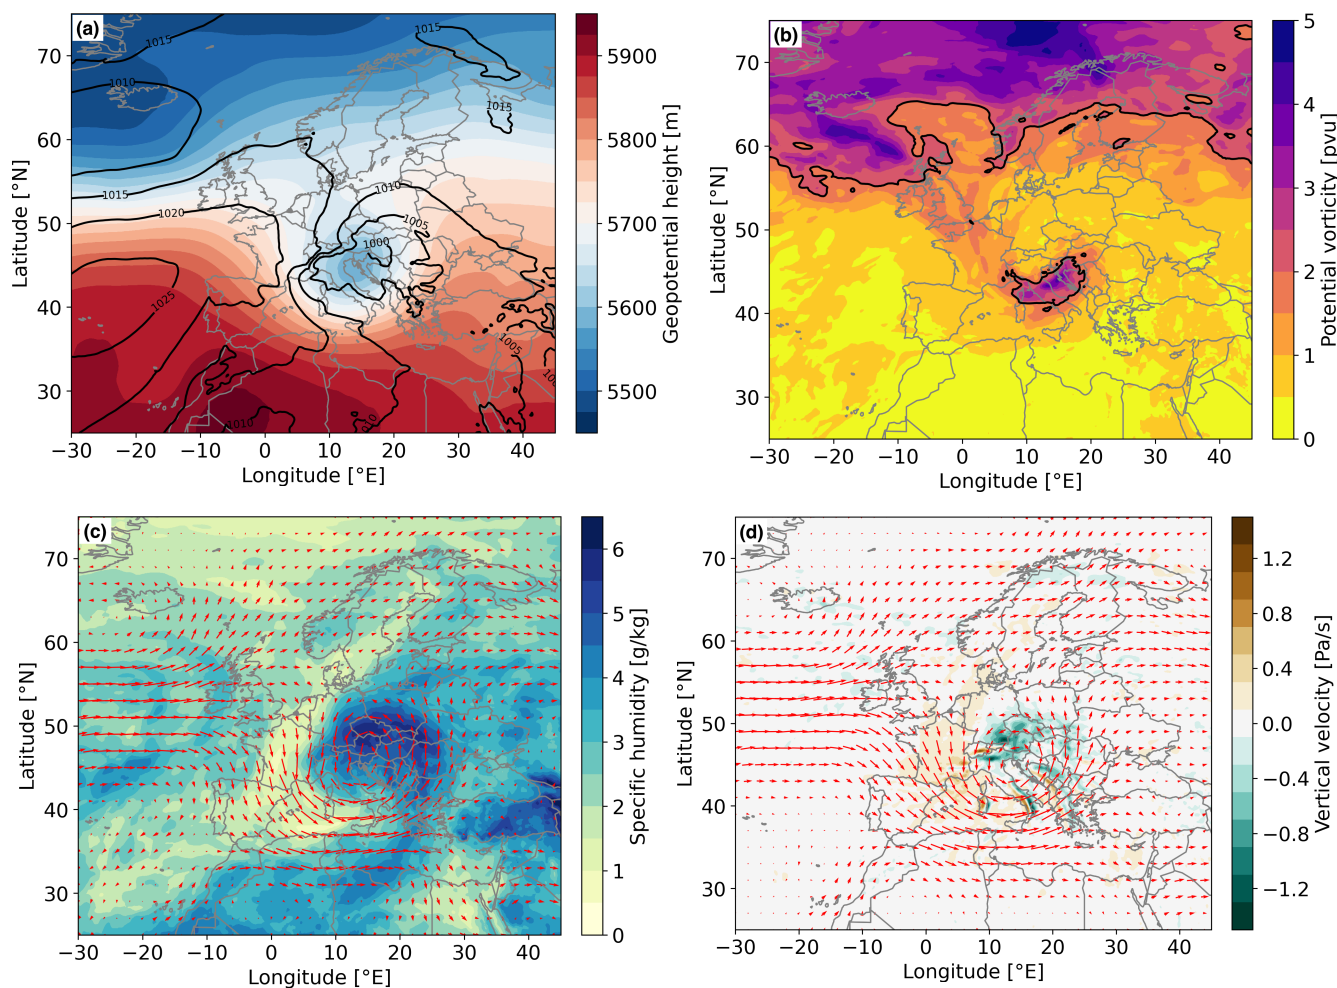 (a)
1015
1015
1010
1015
1015
1020
1010
1005
1000
1025
1005
1010
70
60
50
40
30
Latitude [°N]
−30 −20 −10 0 10 20 30 40
Longitude [°E]
5900
5800
5700
5600
5500
Geopotential height [m]
(b)
70
60
50
40
30
Latitude [°N]
−30 −20 −10 0 10 20 30 40
Longitude [°E]
5
4
3
2
1
0
Potential vorticity [pvu]
(c)
70
60
50
40
30
Latitude [°N]
−30 −20 −10 0 10 20 30 40
Longitude [°E]
6
5
4
3
2
1
0
Specific humidity [g/kg]
(d)
70
60
50
40
30
Latitude [°N]
−30 −20 −10 0 10 20 30 40
Longitude [°E]
1.2
0.8
0.4
0.0
−0.4
−0.8
−1.2
Vertical velocity [Pa/s]